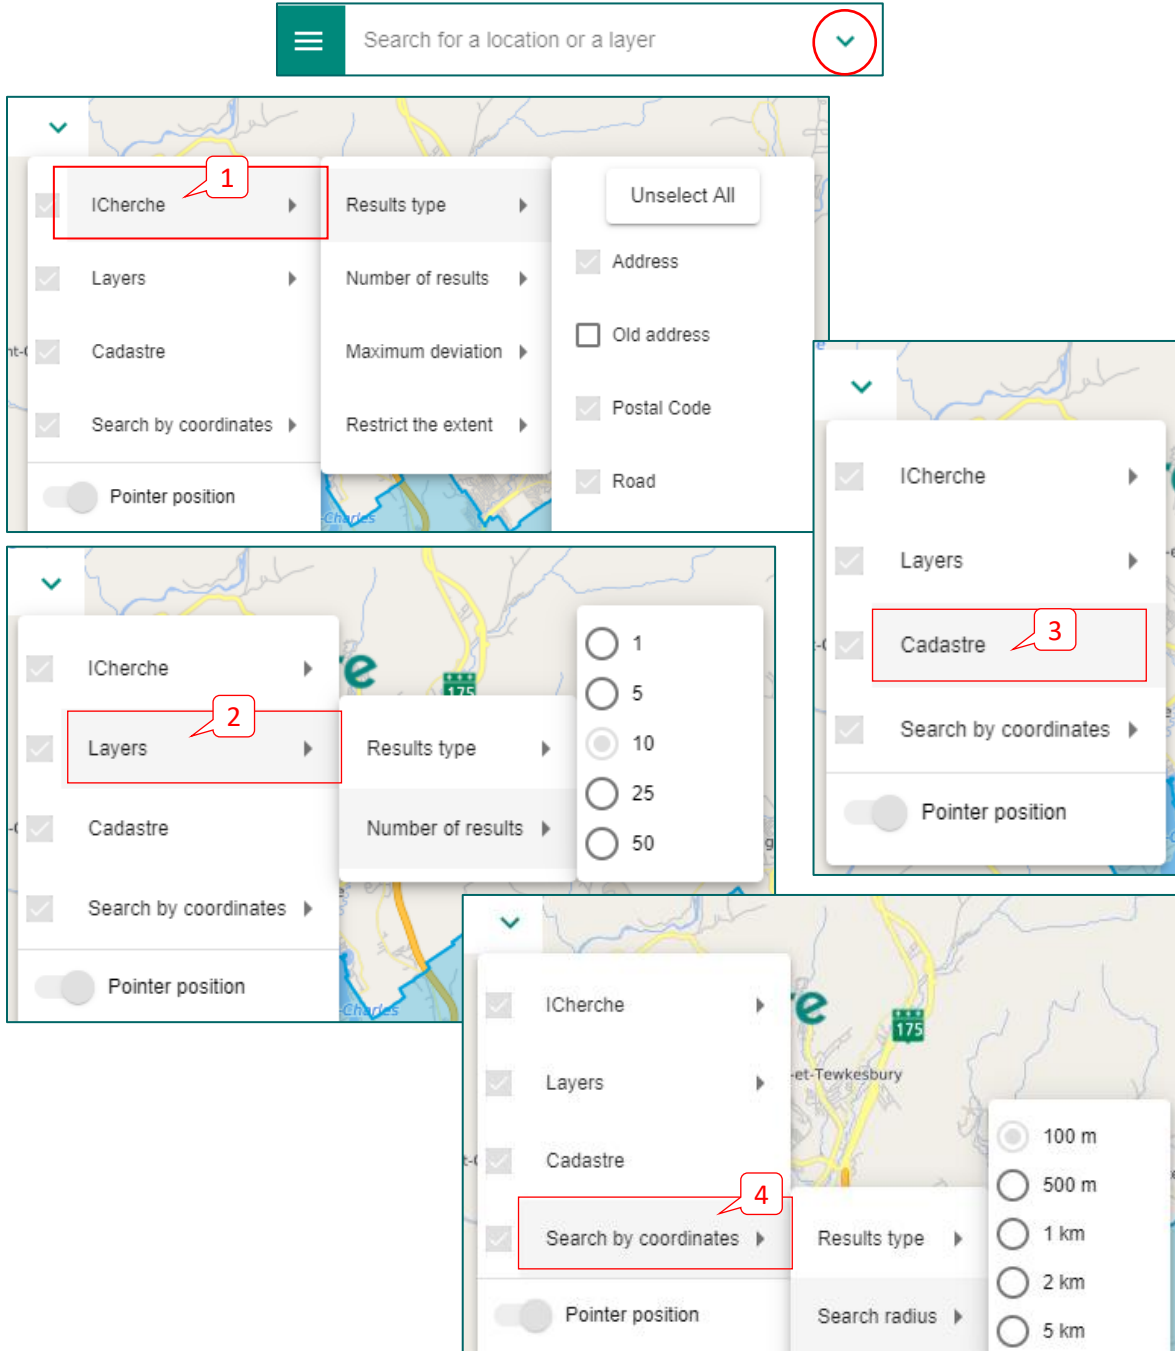 Search for a location or a layer
1
ICherche
Results type
Unselect All
Address
Layers
Number of results
Old address
Cadastre
Maximum deviation
Postal Code
Search by coordinates
Restrict the extent
Road
Pointer position
-Charles
ICherche
Layers
Cadastre
3
Search by coordinates
Pointer position
ICherche
175
2
Layers
Results type
Cadastre
Number of results
Search by coordinates
Pointer position
-Charles
1
5
10
25
50
ICherche
175
Layers
-et-Tewkesbury
Cadastre
4
Search by coordinates
Results type
Pointer position
Search radius
100 m
500 m
1 km
2 km
5 km